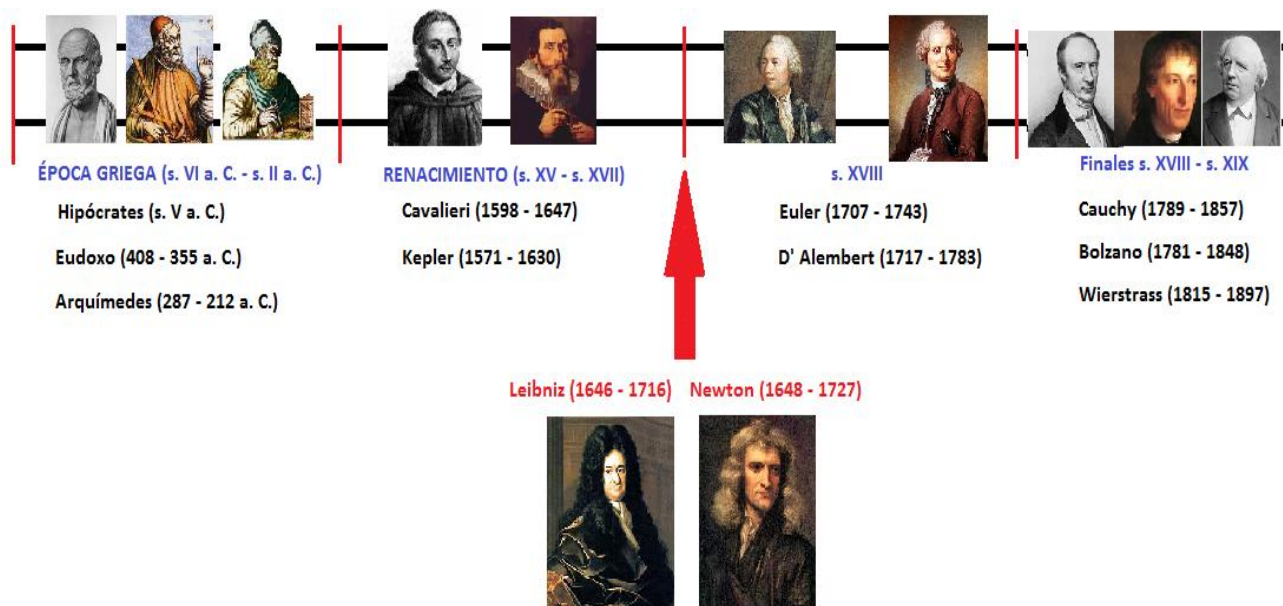 ÉPOCA GRIEGA (s. VI a. C. - s. II a. C.)
Hipócrates (s. V a. C.)
Eudoxo (408 - 355 a. C.)
Arquímedes (287 - 212 a. C.)
RENACIMIENTO (s. XV - s. XVII)
Cavalieri (1598 - 1647)
Kepler (1571 - 1630)
s. XVIII
Euler (1707 - 1743)
D' Alembert (1717 - 1783)
Finales s. XVIII - s. XIX
Cauchy (1789 - 1857)
Bolzano (1781 - 1848)
Wierstrass (1815 - 1897)
Leibniz (1646 - 1716)
Newton (1648 - 1727)